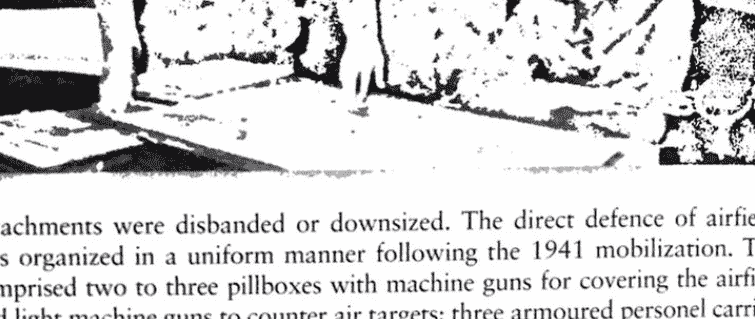 achments were disbanded or downsized. The direct defence of airfie
s organized in a uniform manner following the 1941 mobilization. T
mprised two to three pillboxes with machine guns for covering the airfi
d light machine guns to counter air targets; three armoured personel carri